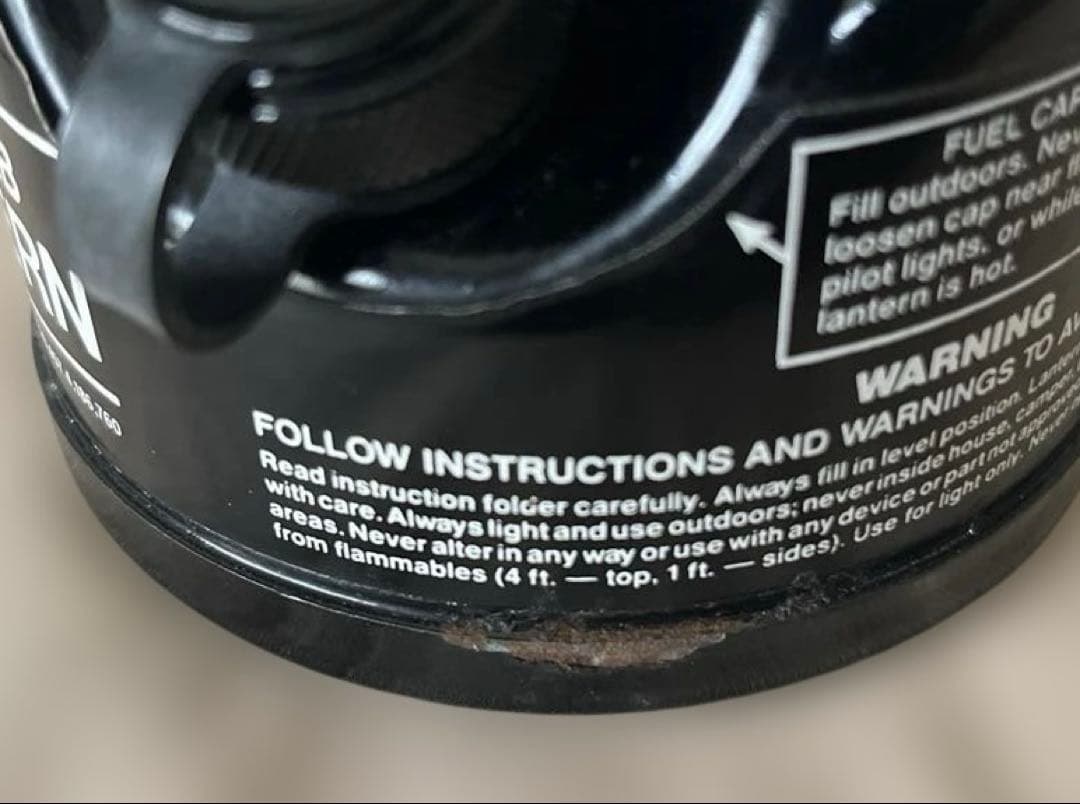 RN
FUEL CAP
Fill outdoors.
loosen cap near
pilot lights, or while
lantern is hot.
WARNING
FOLLOW INSTRUCTIONS AND WARNINGS TO
Read instruction folder carefully. Always fill in level position.
with care. Always light and use outdoors; never inside house, camper,
areas. Never alter in any way or use with any device or part not approved
from flammables (4 ft. — top, 1 ft. — sides). Use for light only. Never